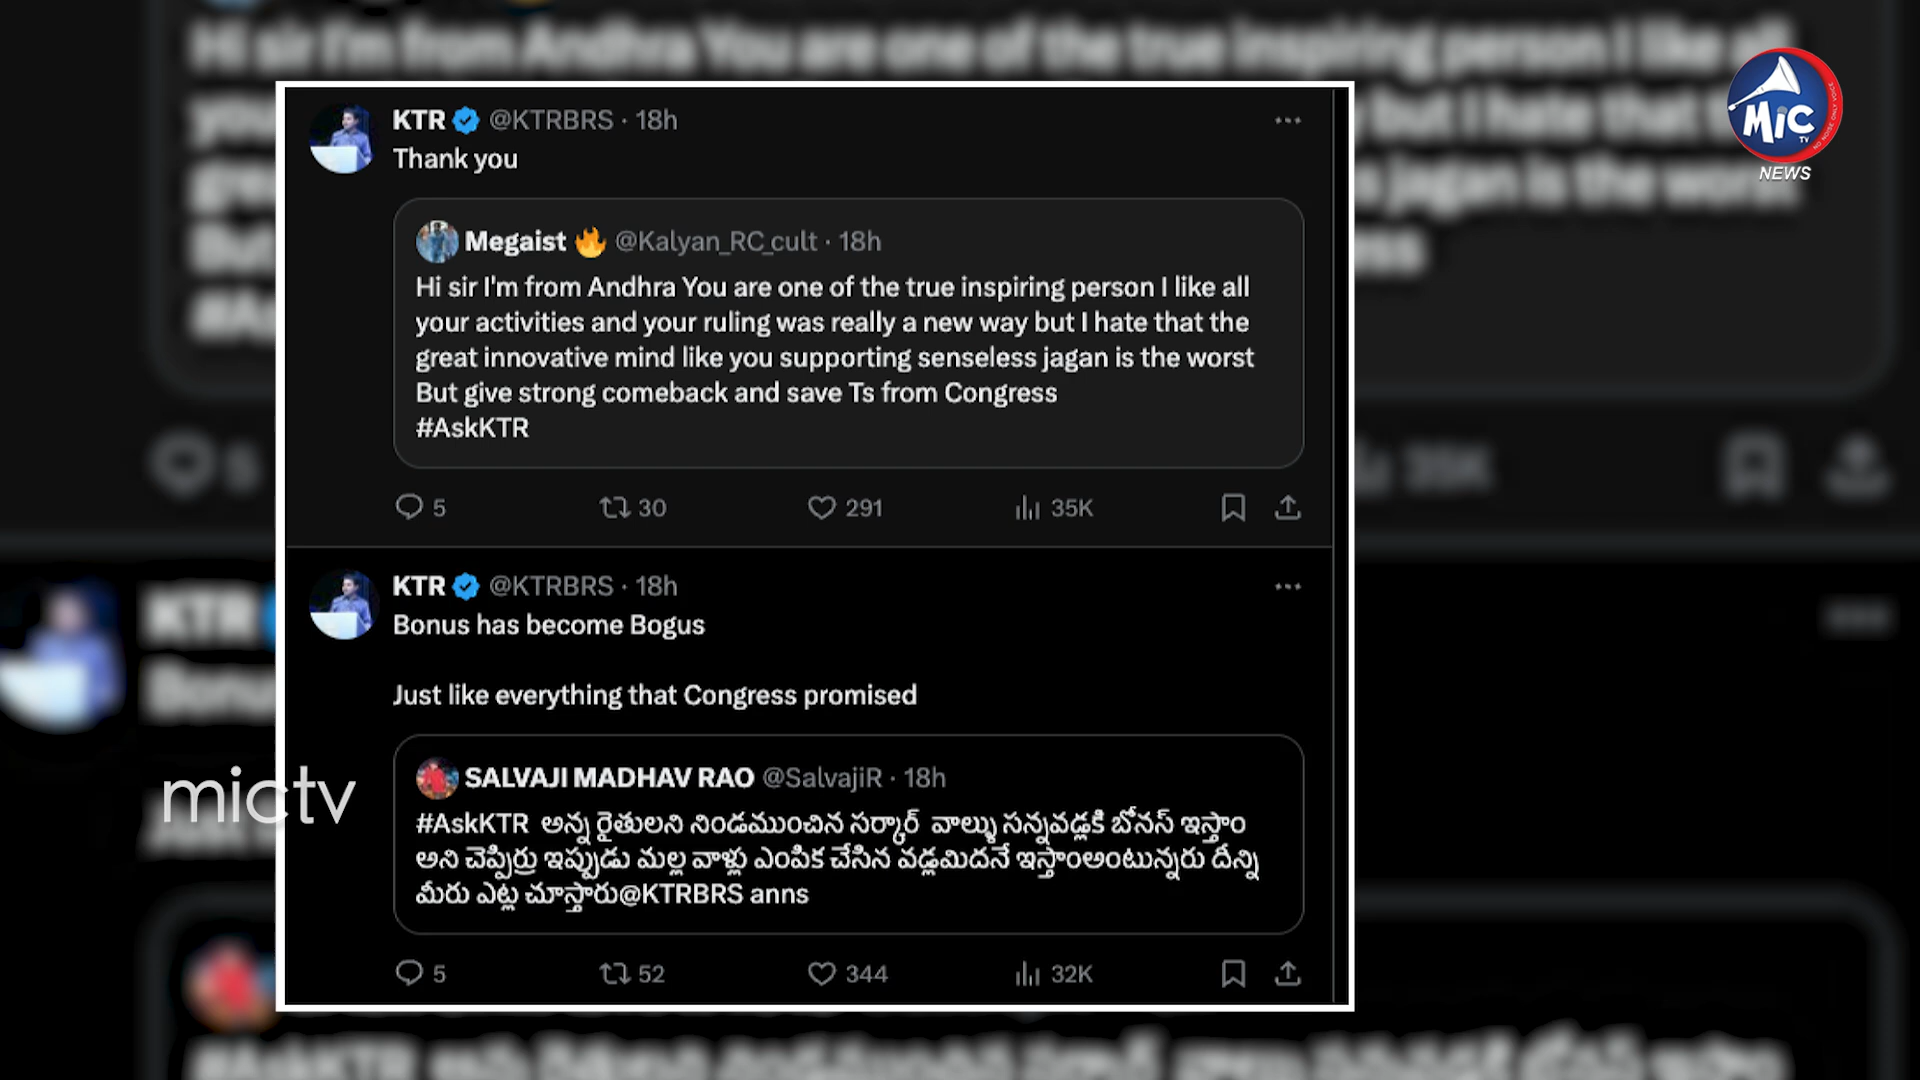 KTR @KTRBRS · 18h
Thank you
Megaist 🔥 @Kalyan_RC_cult · 18h
Hi sir I'm from Andhra You are one of the true inspiring person I like all
your activities and your ruling was really a new way but I hate that the
great innovative mind like you supporting senseless jagan is the worst
But give strong comeback and save Ts from Congress
#AskKTR
5 30 291 35K
KTR @KTRBRS · 18h
Bonus has become Bogus
Just like everything that Congress promised
SALVAJI MADHAV RAO @SalvajiR · 18h
#AskKTR అన్న రైతులని నిండముంచిన సర్కార్ వాల్ళు సన్నవడ్లకి బోనస్ ఇస్తాం
అని చెప్పిర్రు ఇప్పుడు మల్ల వాళ్లు ఎంపిక చేసిన వడ్లమిదనే ఇస్తాంఅంటున్నరు దీన్ని
మీరు ఎట్ల చూస్తారు@KTRBRS anns
5 52 344 32K
MiC TV
NO NOISE ONLY VOICE
NEWS
mictv